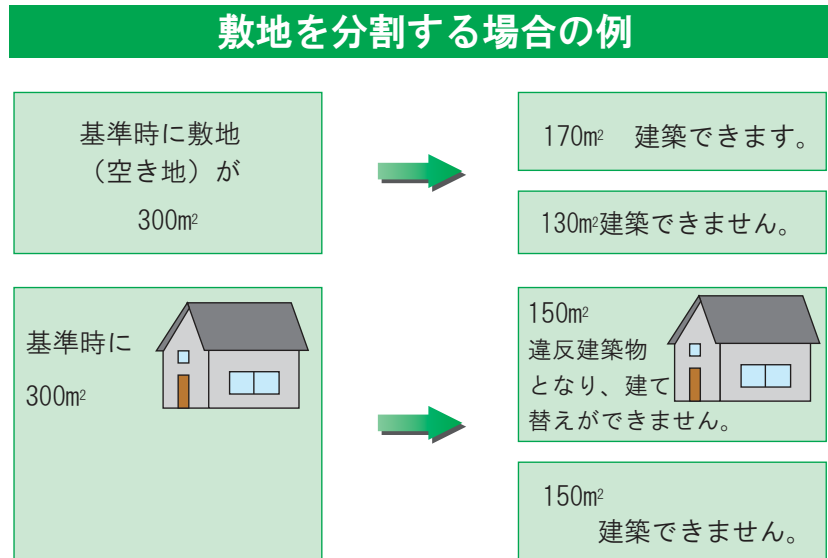 敷地を分割する場合の例
基準時に敷地
（空き地）が
300m²
170m² 建築できます。
130m²建築できません。
基準時に
300m²
150m²
違反建築物
となり、建て
替えができません。
150m²
建築できません。